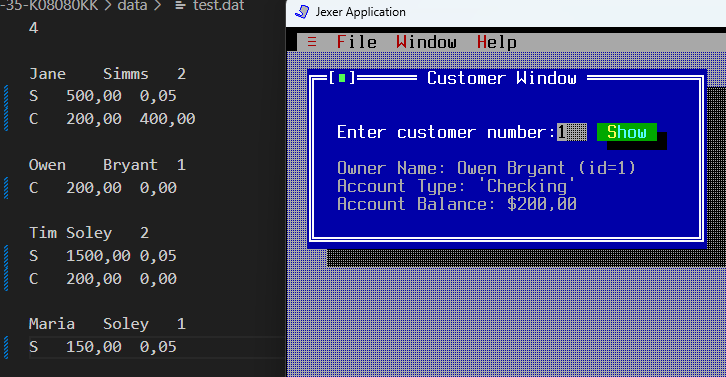 -35-K08080KK > data > test.dat
4
Jane Simms 2
S 500,00 0,05
C 200,00 400,00
Owen Bryant 1
C 200,00 0,00
Tim Soley 2
S 1500,00 0,05
C 200,00 0,00
Maria Soley 1
S 150,00 0,05
Jexer Application
File Window Help
Customer Window
Enter customer number:1 Show
Owner Name: Owen Bryant (id=1)
Account Type: 'Checking'
Account Balance: $200,00